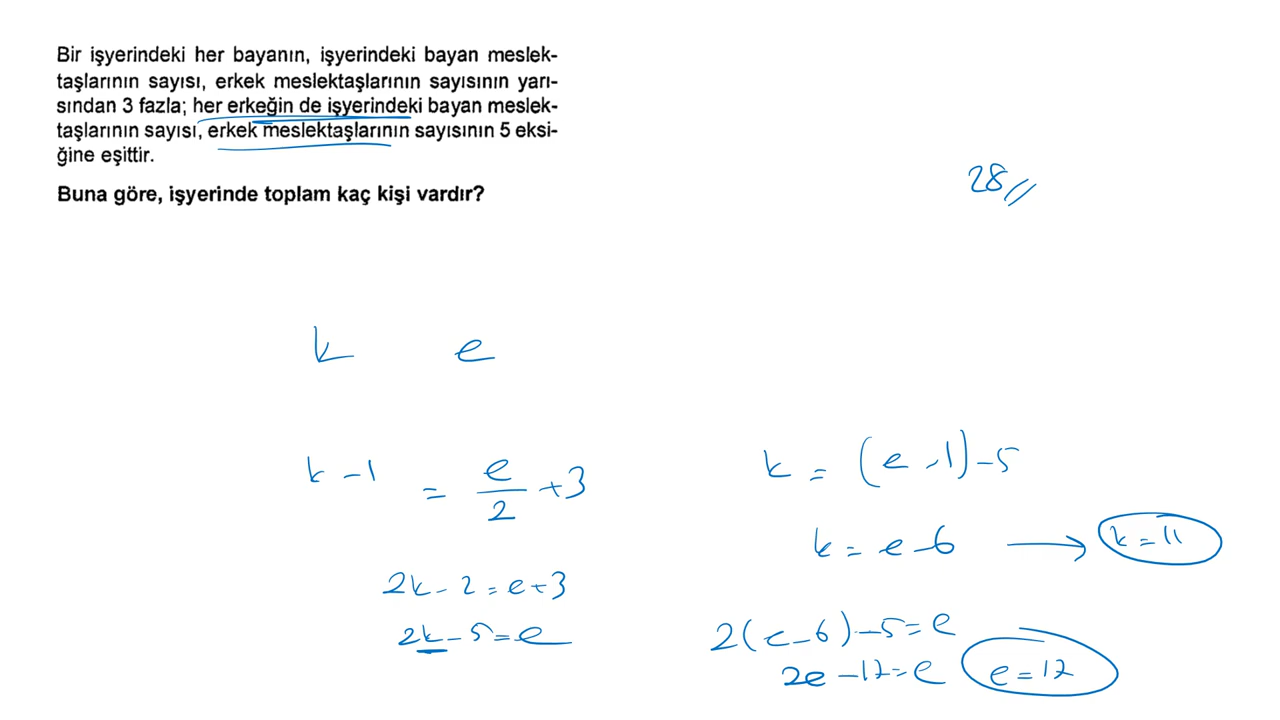 Bir işyerindeki her bayanın, işyerindeki bayan meslek-
taşlarının sayısı, erkek meslektaşlarının sayısının yarı-
sından 3 fazla; her erkeğin de işyerindeki bayan meslek-
taşlarının sayısı, erkek meslektaşlarının sayısının 5 eksi-
ğine eşittir.
Buna göre, işyerinde toplam kaç kişi vardır?
28//
k e
k - 1 = e/2 + 3
k = (e - 1) - 5
k = e - 6 → k = 11
2k - 2 = e + 3
2k - 5 = e
2(e - 6) - 5 = e
2e - 17 = e e = 17